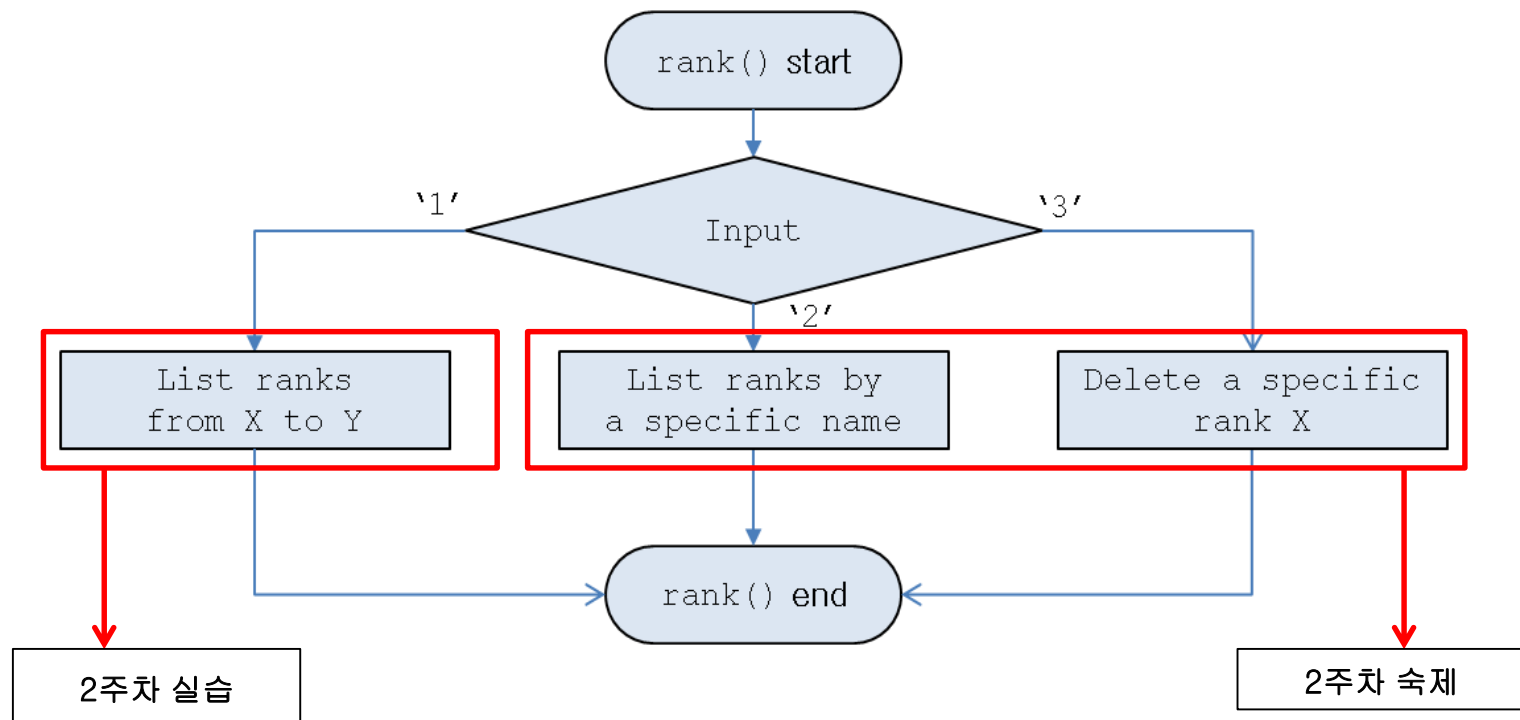 rank() start
‘1’
‘3’
Input
‘2’
List ranks
from X to Y
List ranks by
a specific name
Delete a specific
rank X
rank() end
2주차 실습
2주차 숙제